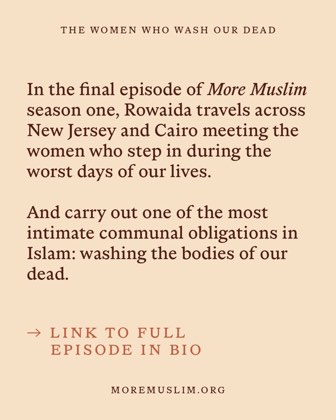 THE WOMEN WHO WASH OUR DEAD
In the final episode of More Muslim
season one, Rowaida travels across
New Jersey and Cairo meeting the
women who step in during the
worst days of our lives.
And carry out one of the most
intimate communal obligations in
Islam: washing the bodies of our
dead.
→ LINK TO FULL
EPISODE IN BIO
MOREMUSLIM.ORG